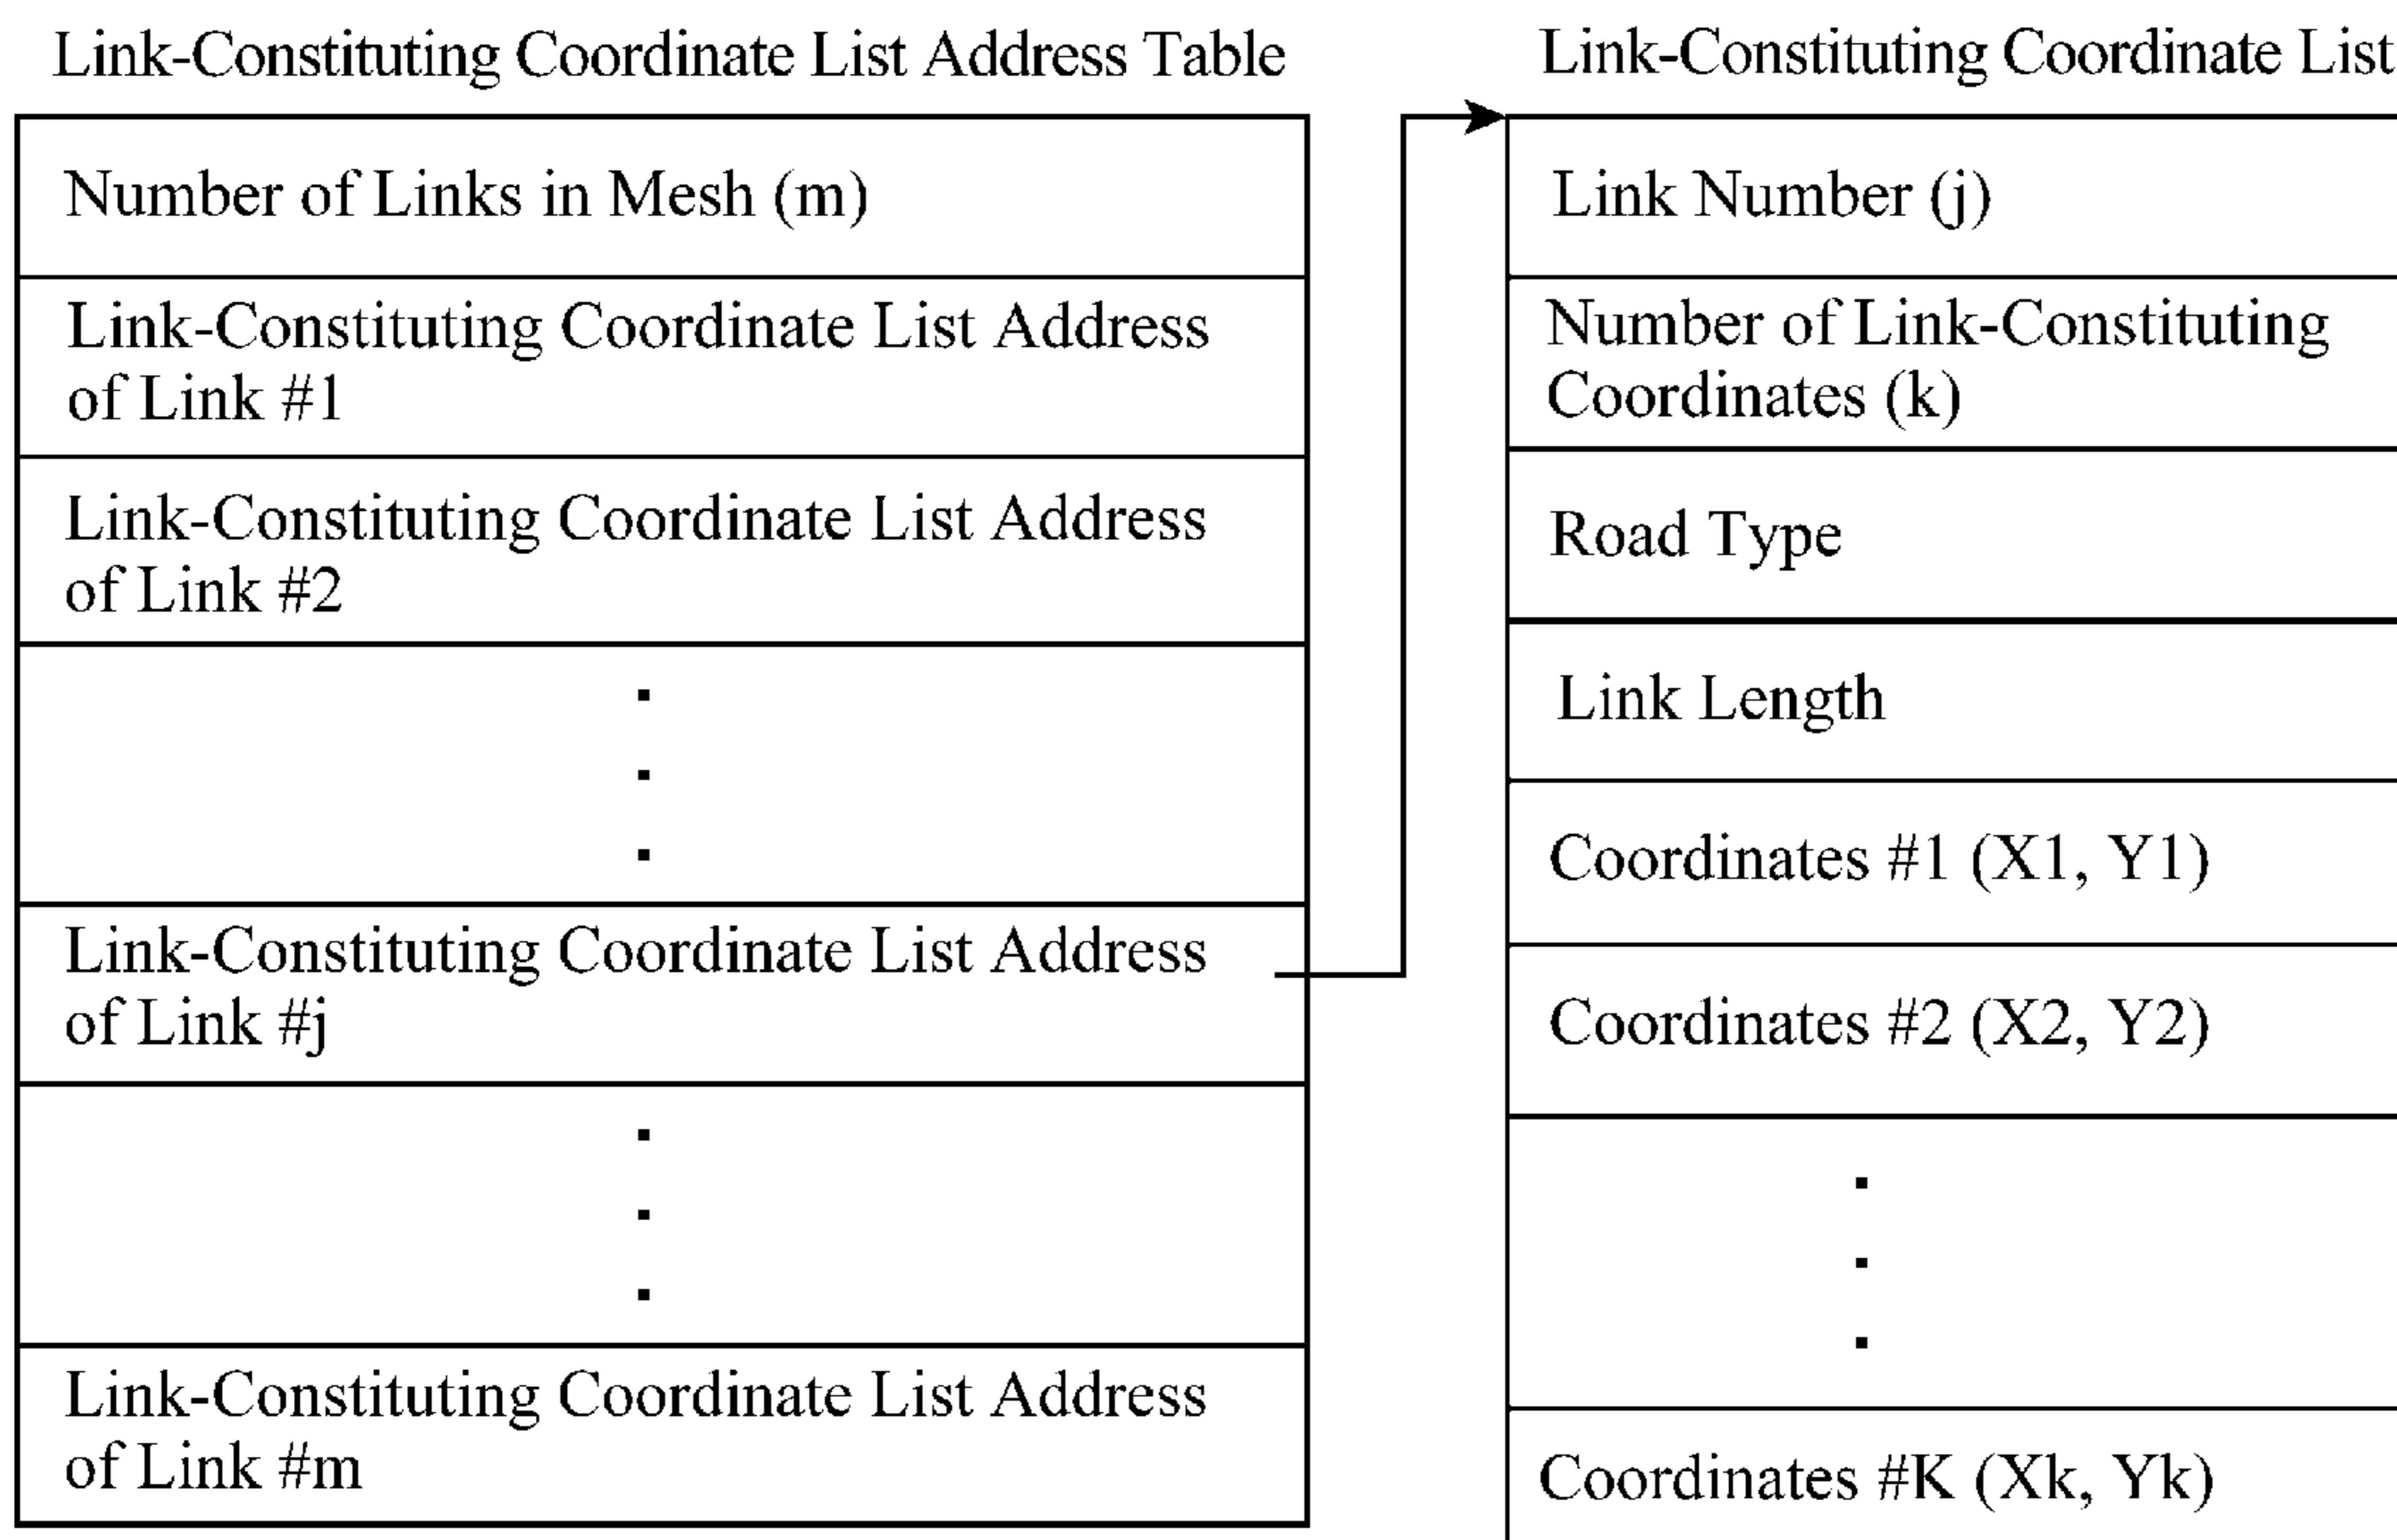 Link-Constituting Coordinate List Address Table
Number of Links in Mesh (m)
Link-Constituting Coordinate List Address
of Link #1
Link-Constituting Coordinate List Address
of Link #2
Link-Constituting Coordinate List Address
of Link #j
Link-Constituting Coordinate List Address
of Link #m
Link-Constituting Coordinate List
Link Number (j)
Number of Link-Constituting
Coordinates (k)
Road Type
Link Length
Coordinates #1 (X1, Y1)
Coordinates #2 (X2, Y2)
Coordinates #K (Xk, Yk)